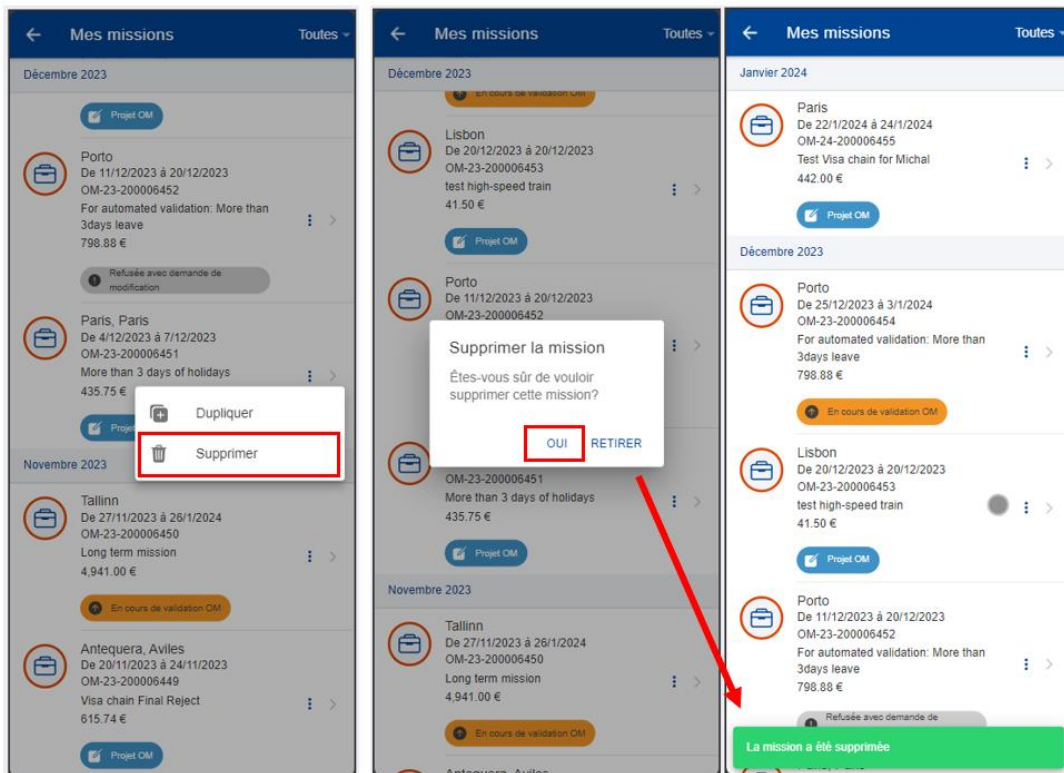 Mes missions
Toutes
Décembre 2023
Projet OM
Porto
De 11/12/2023 á 20/12/2023
OM-23-200006452
For automated validation: More than
3days leave
798.88 €
Refusée avec demande de
modification
Paris, Paris
De 4/12/2023 á 7/12/2023
OM-23-200006451
More than 3 days of holidays
435.75 €
Dupliquer
Supprimer
Novembre 2023
Tallinn
De 27/11/2023 á 26/1/2024
OM-23-200006450
Long term mission
4,941.00 €
En cours de validation OM
Antequera, Aviles
De 20/11/2023 á 24/11/2023
OM-23-200006449
Visa chain Final Reject
615.74 €
Projet OM
Mes missions
Toutes
Décembre 2023
En cours de validation OM
Lisbon
De 20/12/2023 á 20/12/2023
OM-23-200006453
test high-speed train
41.50 €
Projet OM
Porto
De 11/12/2023 á 20/12/2023
OM-23-200006452
Supprimer la mission
Êtes-vous sûr de vouloir
supprimer cette mission?
OUI RETIRER
OM-23-200006451
More than 3 days of holidays
435.75 €
Projet OM
Novembre 2023
Tallinn
De 27/11/2023 á 26/1/2024
OM-23-200006450
Long term mission
4,941.00 €
En cours de validation OM
Mes missions
Toutes
Janvier 2024
Paris
De 22/1/2024 á 24/1/2024
OM-24-200006455
Test Visa chain for Michal
442.00 €
Projet OM
Décembre 2023
Porto
De 25/12/2023 á 3/1/2024
OM-23-200006454
For automated validation: More than
3days leave
798.88 €
En cours de validation OM
Lisbon
De 20/12/2023 á 20/12/2023
OM-23-200006453
test high-speed train
41.50 €
Projet OM
Porto
De 11/12/2023 á 20/12/2023
OM-23-200006452
For automated validation: More than
3days leave
798.88 €
Refusée avec demande de
La mission a été supprimée